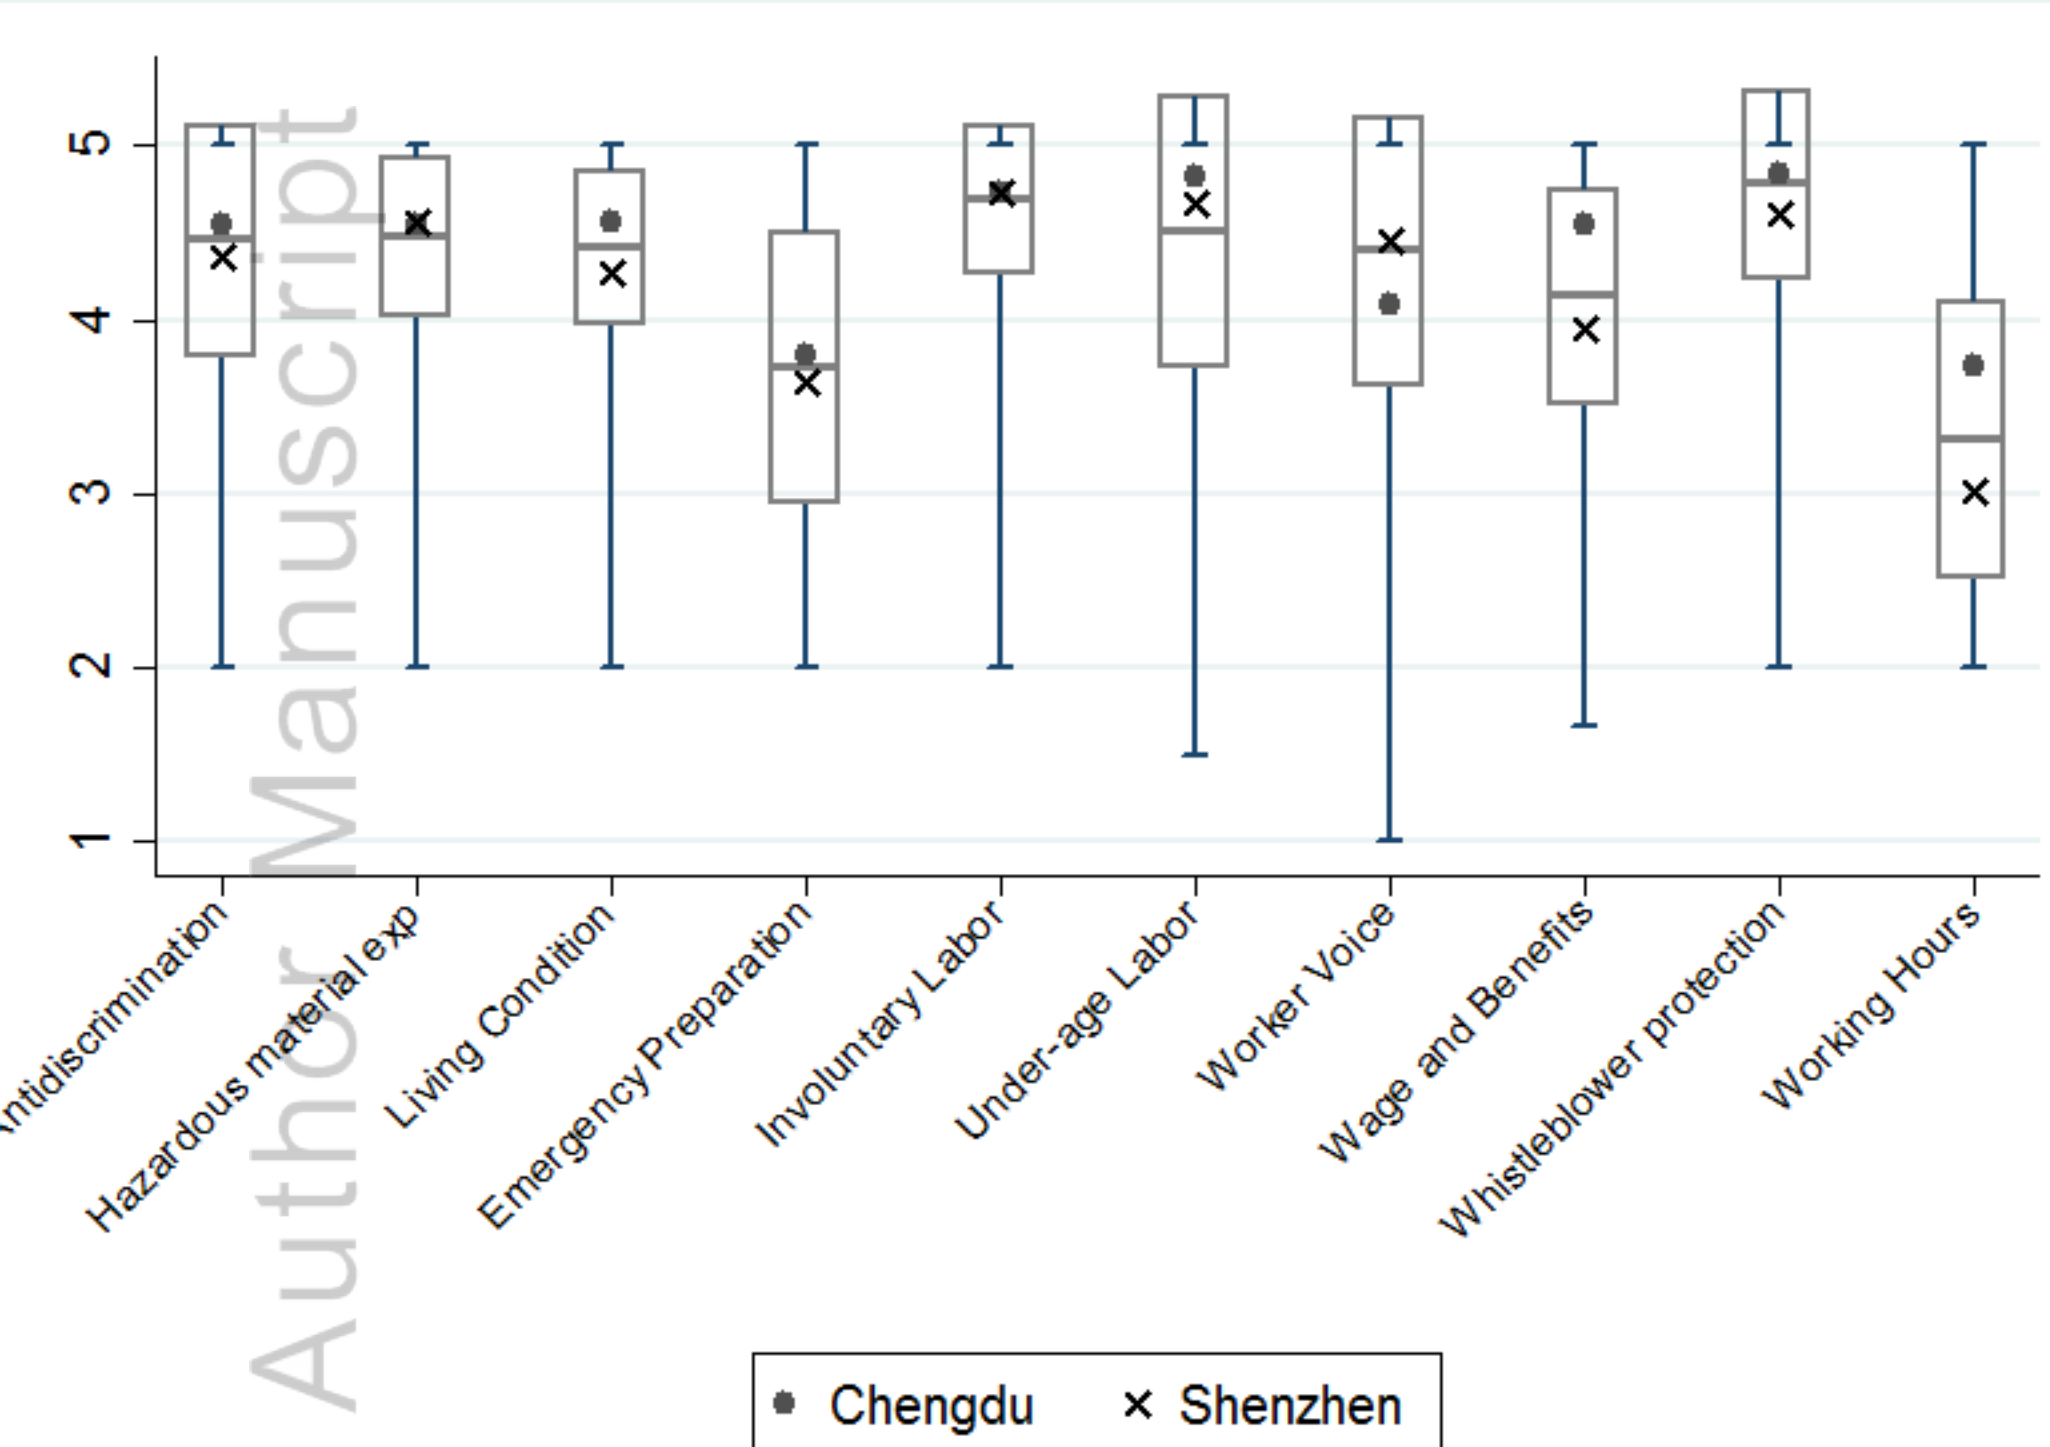 5
4
3
2
1
Antidiscrimination
Hazardous material exp
Living Condition
Emergency Preparation
Involuntary Labor
Under-age Labor
Worker Voice
Wage and Benefits
Whistleblower protection
Working Hours
Chengdu
Shenzhen
Author Manuscript